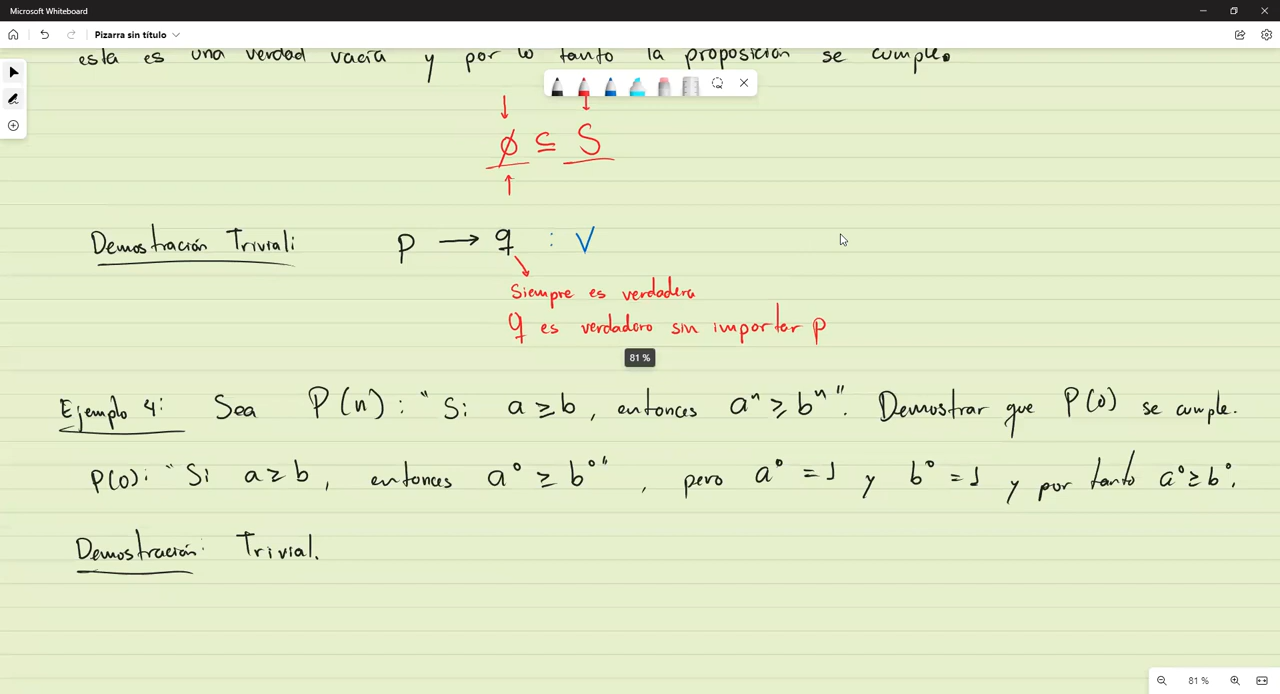 Microsoft Whiteboard
Pizarra sin título
esta es una verdad vacía y por lo tanto la proposición se cumple.
∅ ⊆ S
Demostración Trivial: p → q : V
Siempre es verdadera
q es verdadero sin importar p
81 %
Ejemplo 4: Sea P(n): "Si a ≥ b, entonces aⁿ ≥ bⁿ". Demostrar que P(0) se cumple.
P(0): "Si a ≥ b, entonces a⁰ ≥ b⁰", pero a⁰ = 1 y b⁰ = 1 y por tanto a⁰ ≥ b⁰.
Demostración: Trivial.
81 %